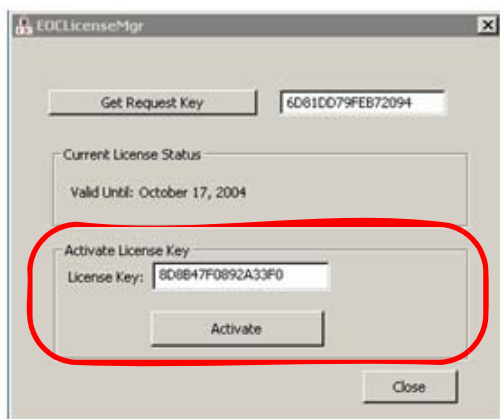 EOCLicenseMgr
Get Request Key 6D81DD79FEB72094
Current License Status
Valid Until: October 17, 2004
Activate License Key
License Key: 8D8B47F0892A33F0
Activate
Close